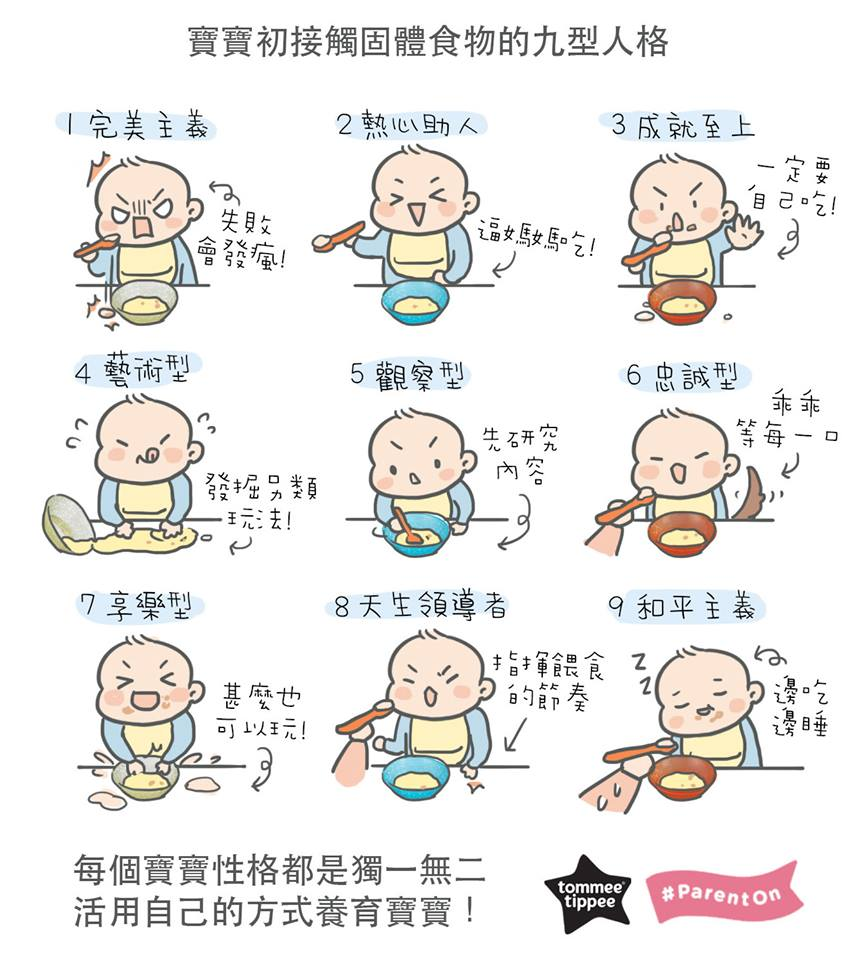 寶寶初接觸固體食物的九型人格
1 完美主義
失敗
會發瘋!
2 熱心助人
逼媽媽吃!
3 成就至上
一定要
自己吃!
4 藝術型
發掘另類
玩法!
5 觀察型
先研究
內容
6 忠誠型
乖乖
等每一口
7 享樂型
甚麼也
可以玩!
8 天生領導者
指揮餵食
的節奏
9 和平主義
z
z
邊吃
邊睡
每個寶寶性格都是獨一無二
活用自己的方式養育寶寶！
tommee
tippee
#ParentOn